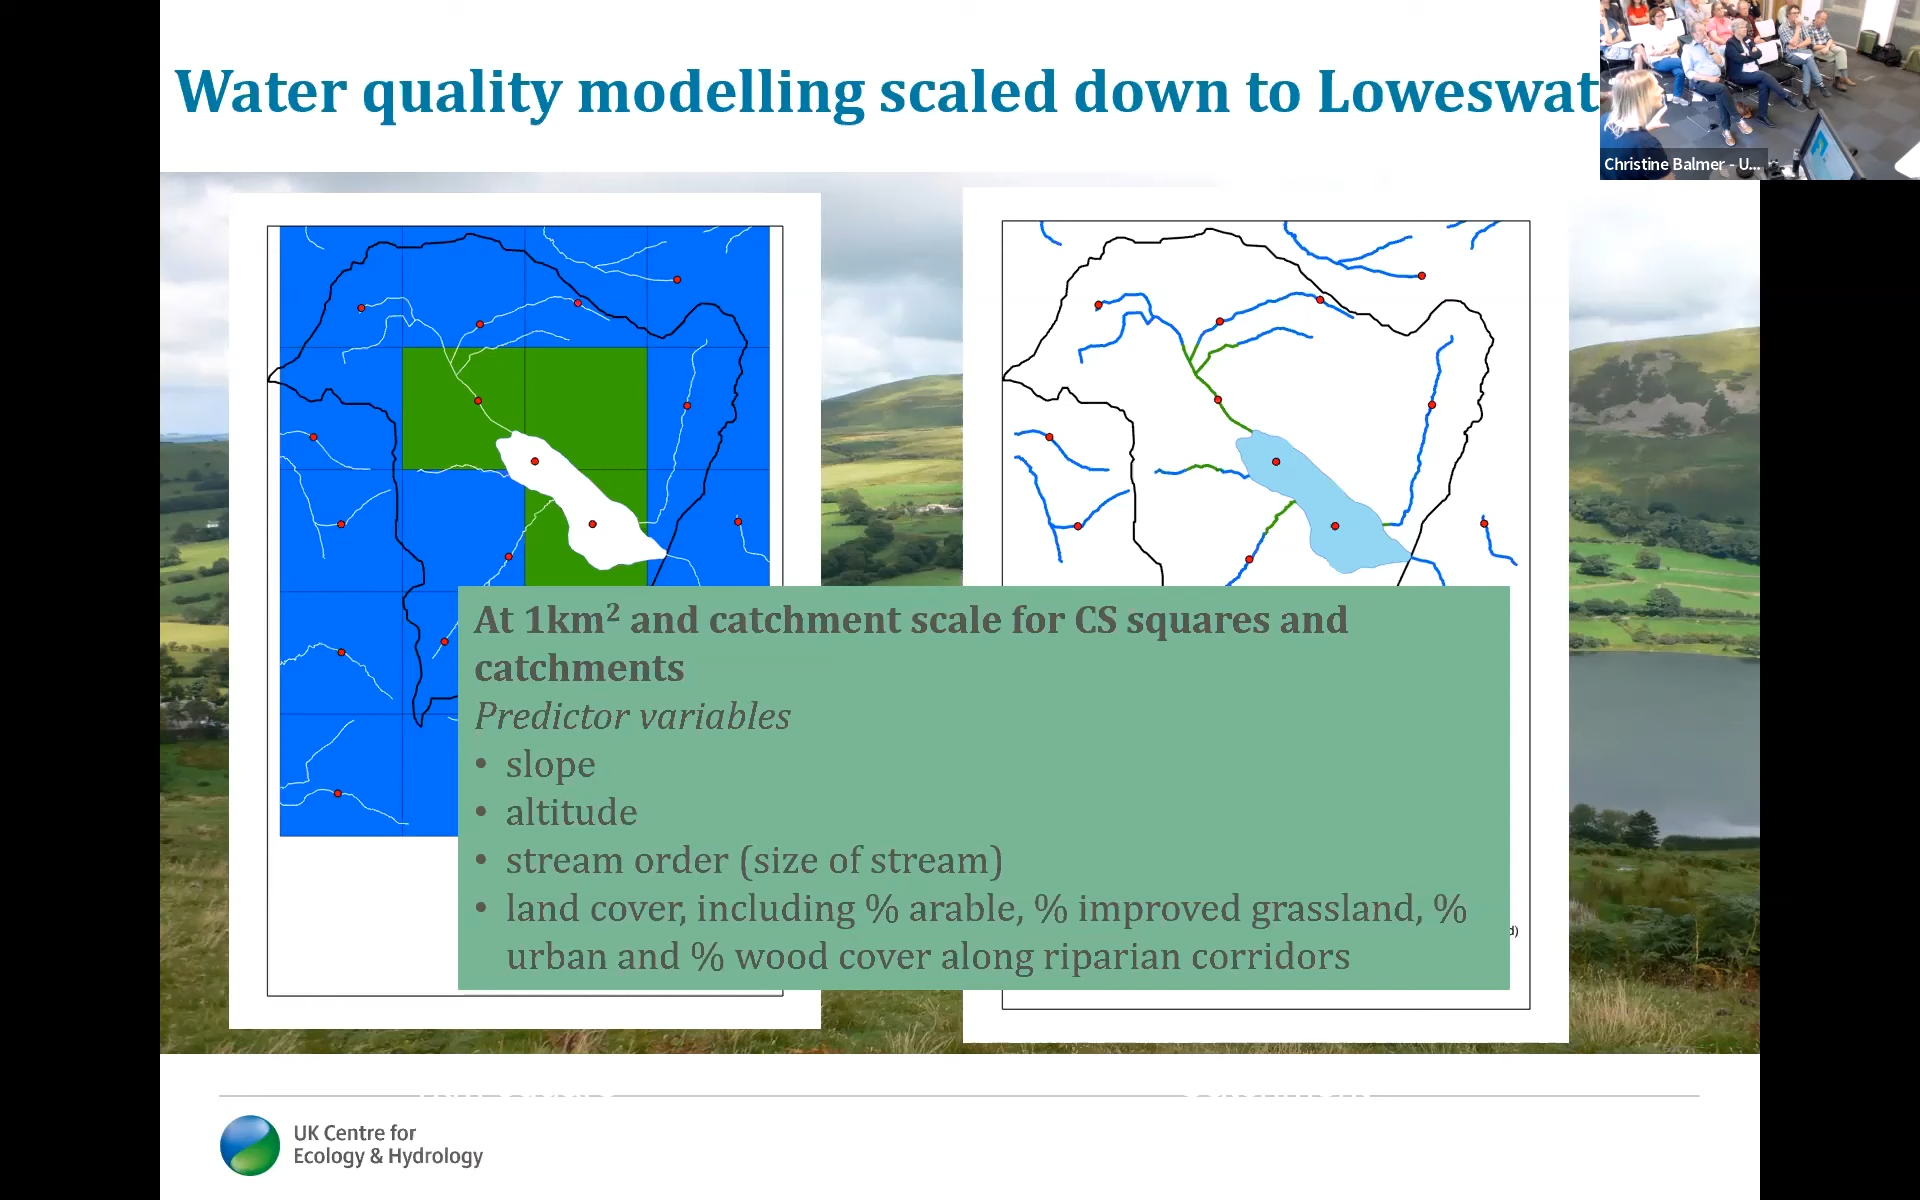 Water quality modelling scaled down to Loweswat
Christine Balmer - U...
At 1km² and catchment scale for CS squares and
catchments
Predictor variables
• slope
• altitude
• stream order (size of stream)
• land cover, including % arable, % improved grassland, %
urban and % wood cover along riparian corridors
d)
UK Centre for
Ecology & Hydrology